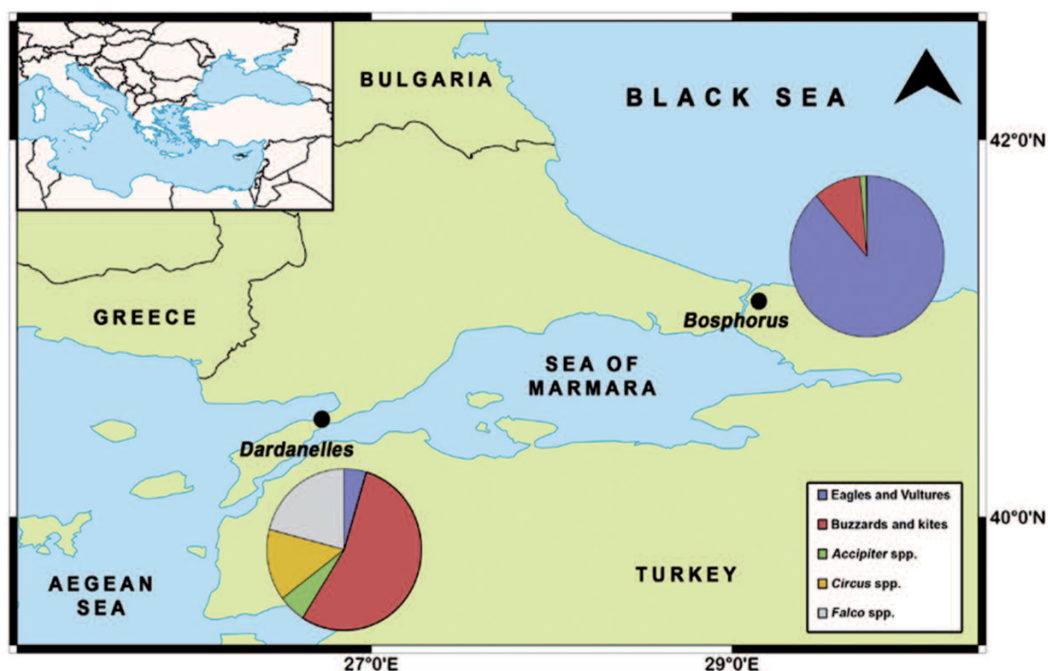 BULGARIA
BLACK SEA
42°0'N
GREECE
Bosphorus
SEA OF
MARMARA
Dardanelles
Eagles and Vultures
Buzzards and kites
Accipiter spp.
Circus spp.
Falco spp.
40°0'N
AEGEAN
SEA
TURKEY
27°0'E
29°0'E